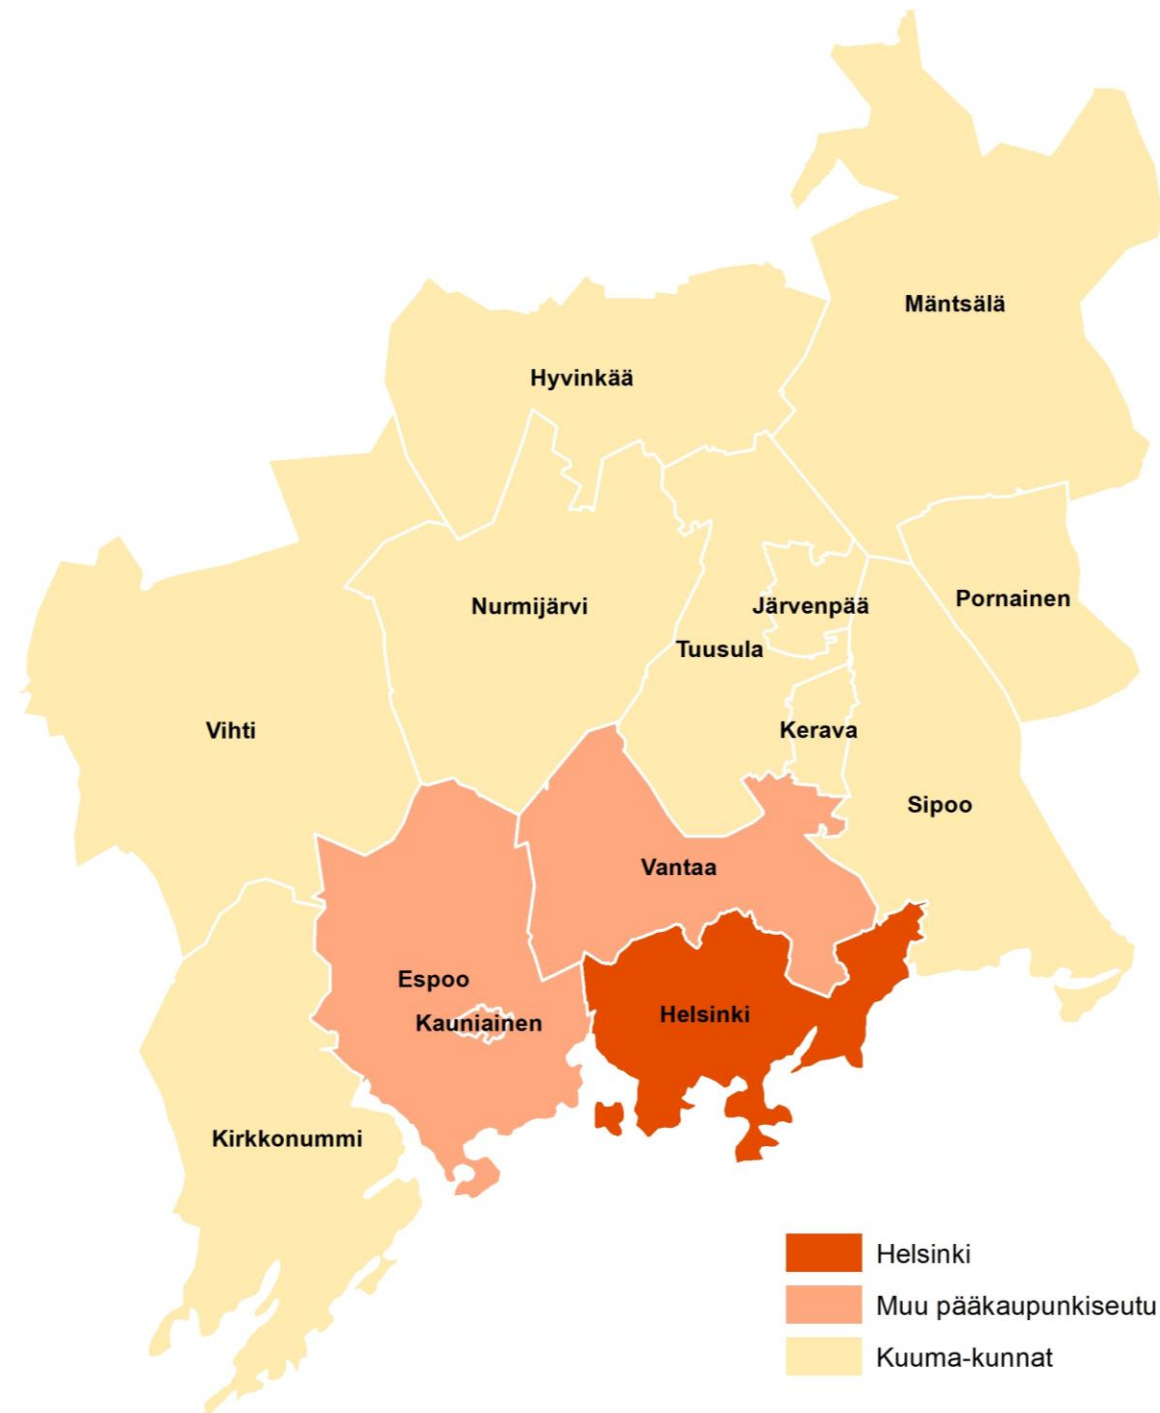 Mäntsälä
Hyvinkää
Pornainen
Nurmijärvi
Järvenpää
Tuusula
Vihti
Kerava
Sipoo
Vantaa
Espoo
Helsinki
Kauniainen
Kirkkonummi
Helsinki
Muu pääkaupunkiseutu
Kuuma-kunnat